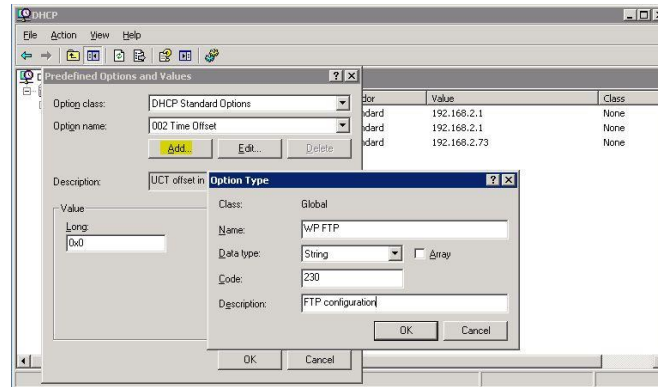 DHCP
File Action View Help
Predefined Options and Values
Option class: DHCP Standard Options
Option name: 002 Time Offset
Add... Edit... Delete
Description: UCT offset in
Value
Long:
0x0
OK Cancel
Value Class
ndard 192.168.2.1 None
ndard 192.168.2.1 None
ndard 192.168.2.73 None
Option Type
Class: Global
Name: WP FTP
Data type: String Array
Code: 230
Description: FTP configuration
OK Cancel